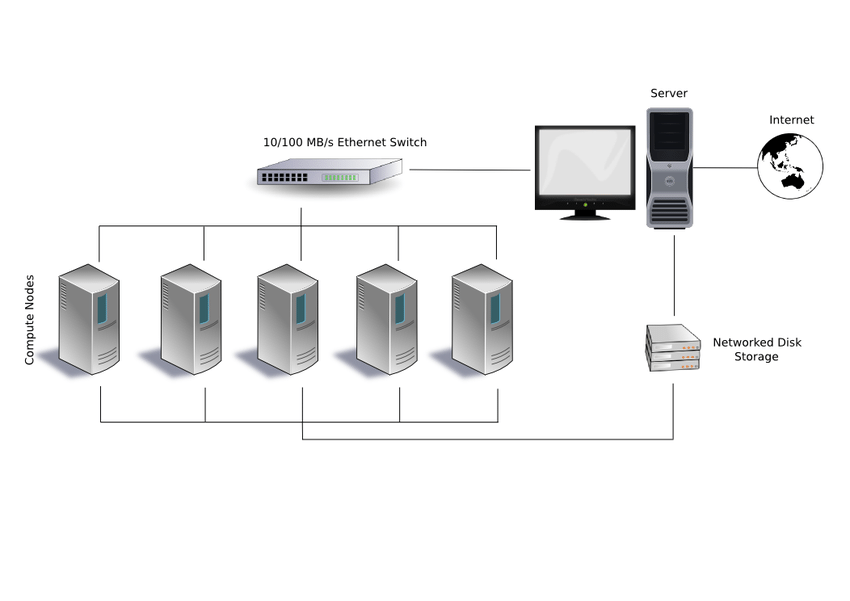 Server
Internet
10/100 MB/s Ethernet Switch
Compute Nodes
Networked Disk
Storage